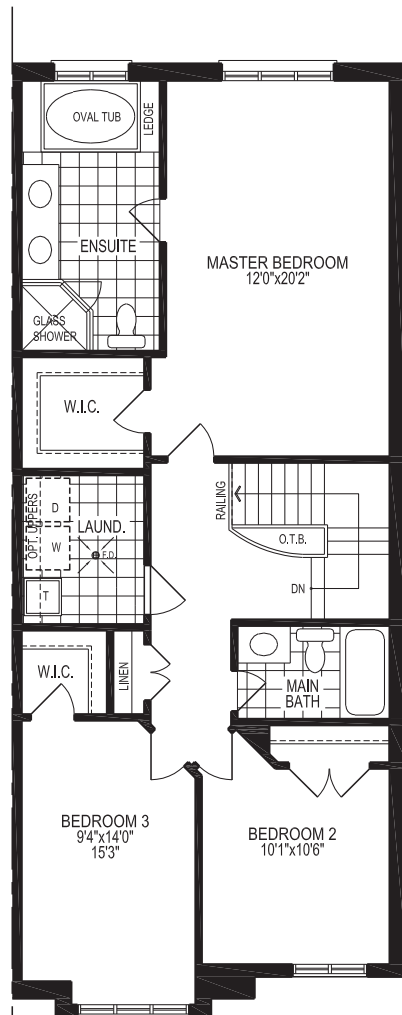 OVAL TUB
LEDGE
ENSUITE
MASTER BEDROOM
12'0"x20'2"
GLASS
SHOWER
W.I.C.
RAILING
OPT. UPPERS
D
LAUND.
W
F.D.
T
O.T.B.
DN
W.I.C.
LINEN
MAIN
BATH
BEDROOM 3
9'4"x14'0"
15'3"
BEDROOM 2
10'1"x10'6"